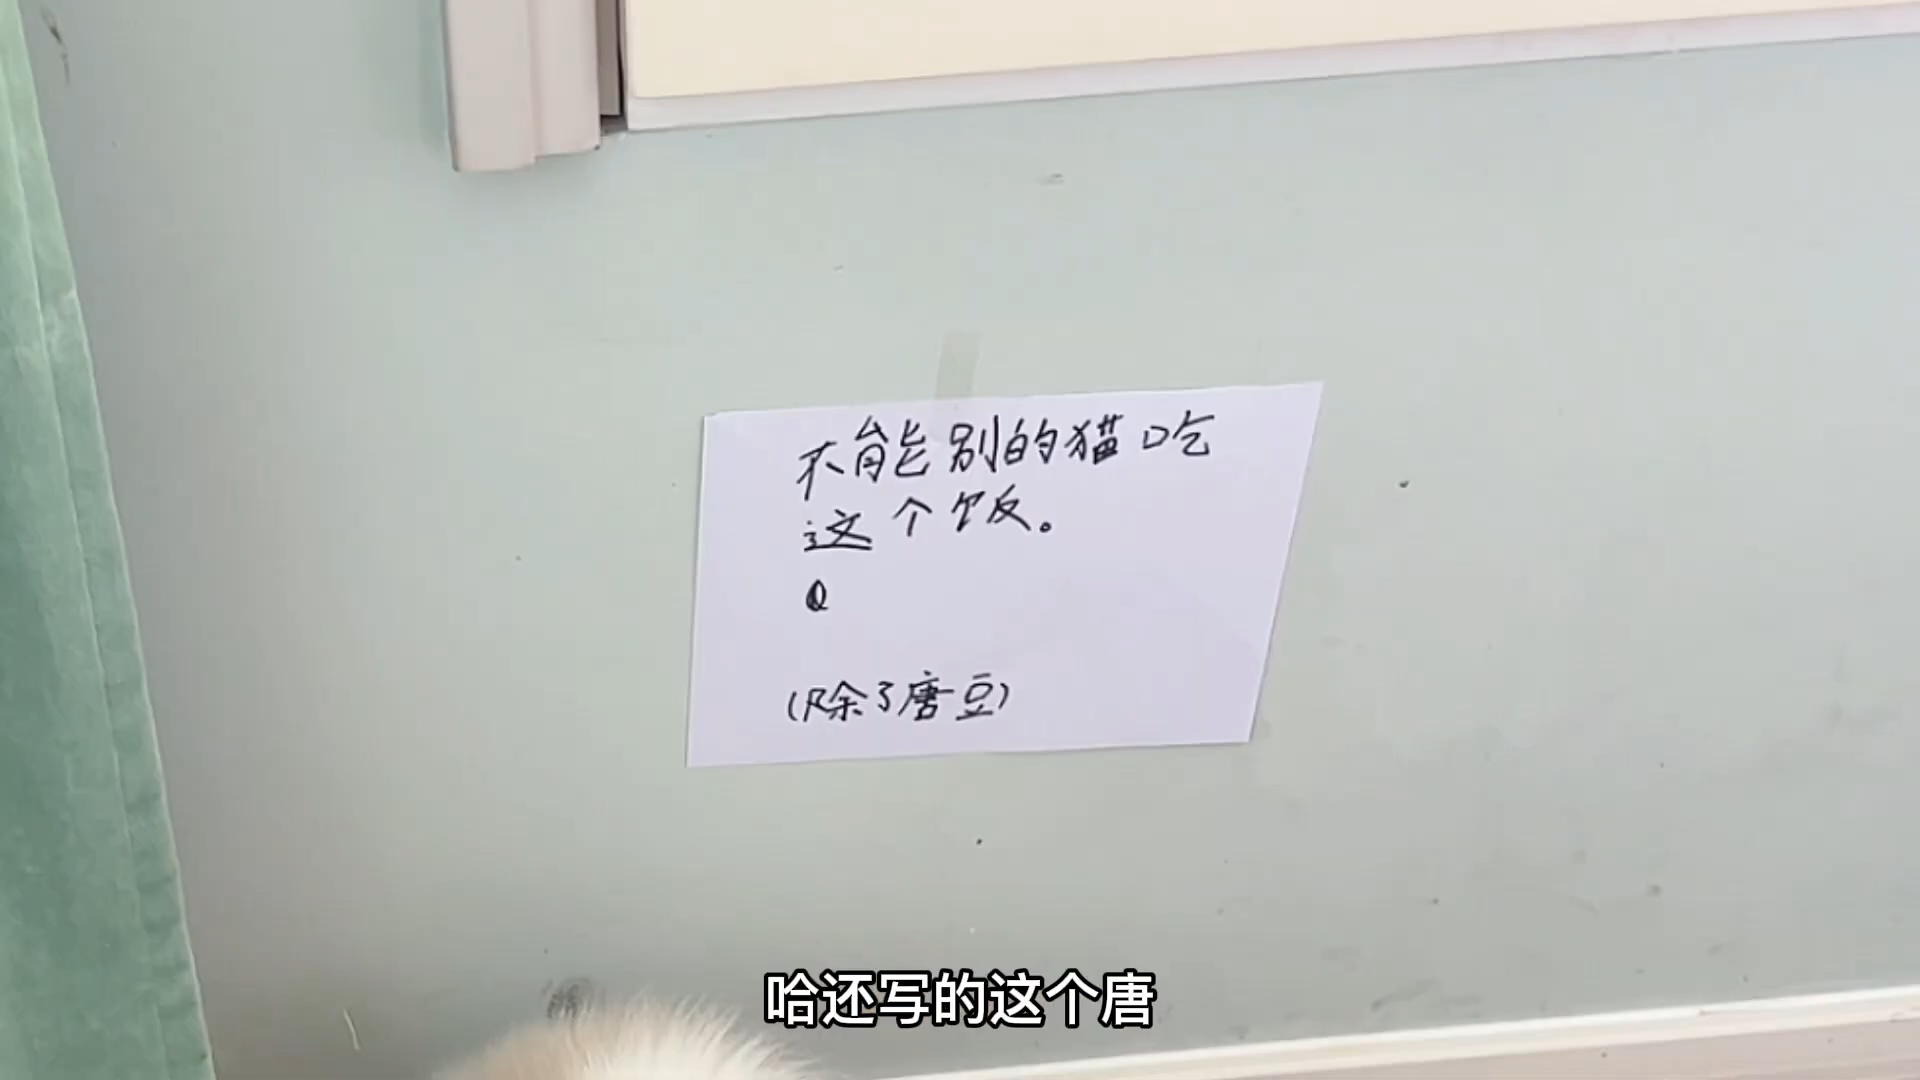 不能别的猫吃
这个饭。
(除了唐豆)
哈还写的这个唐